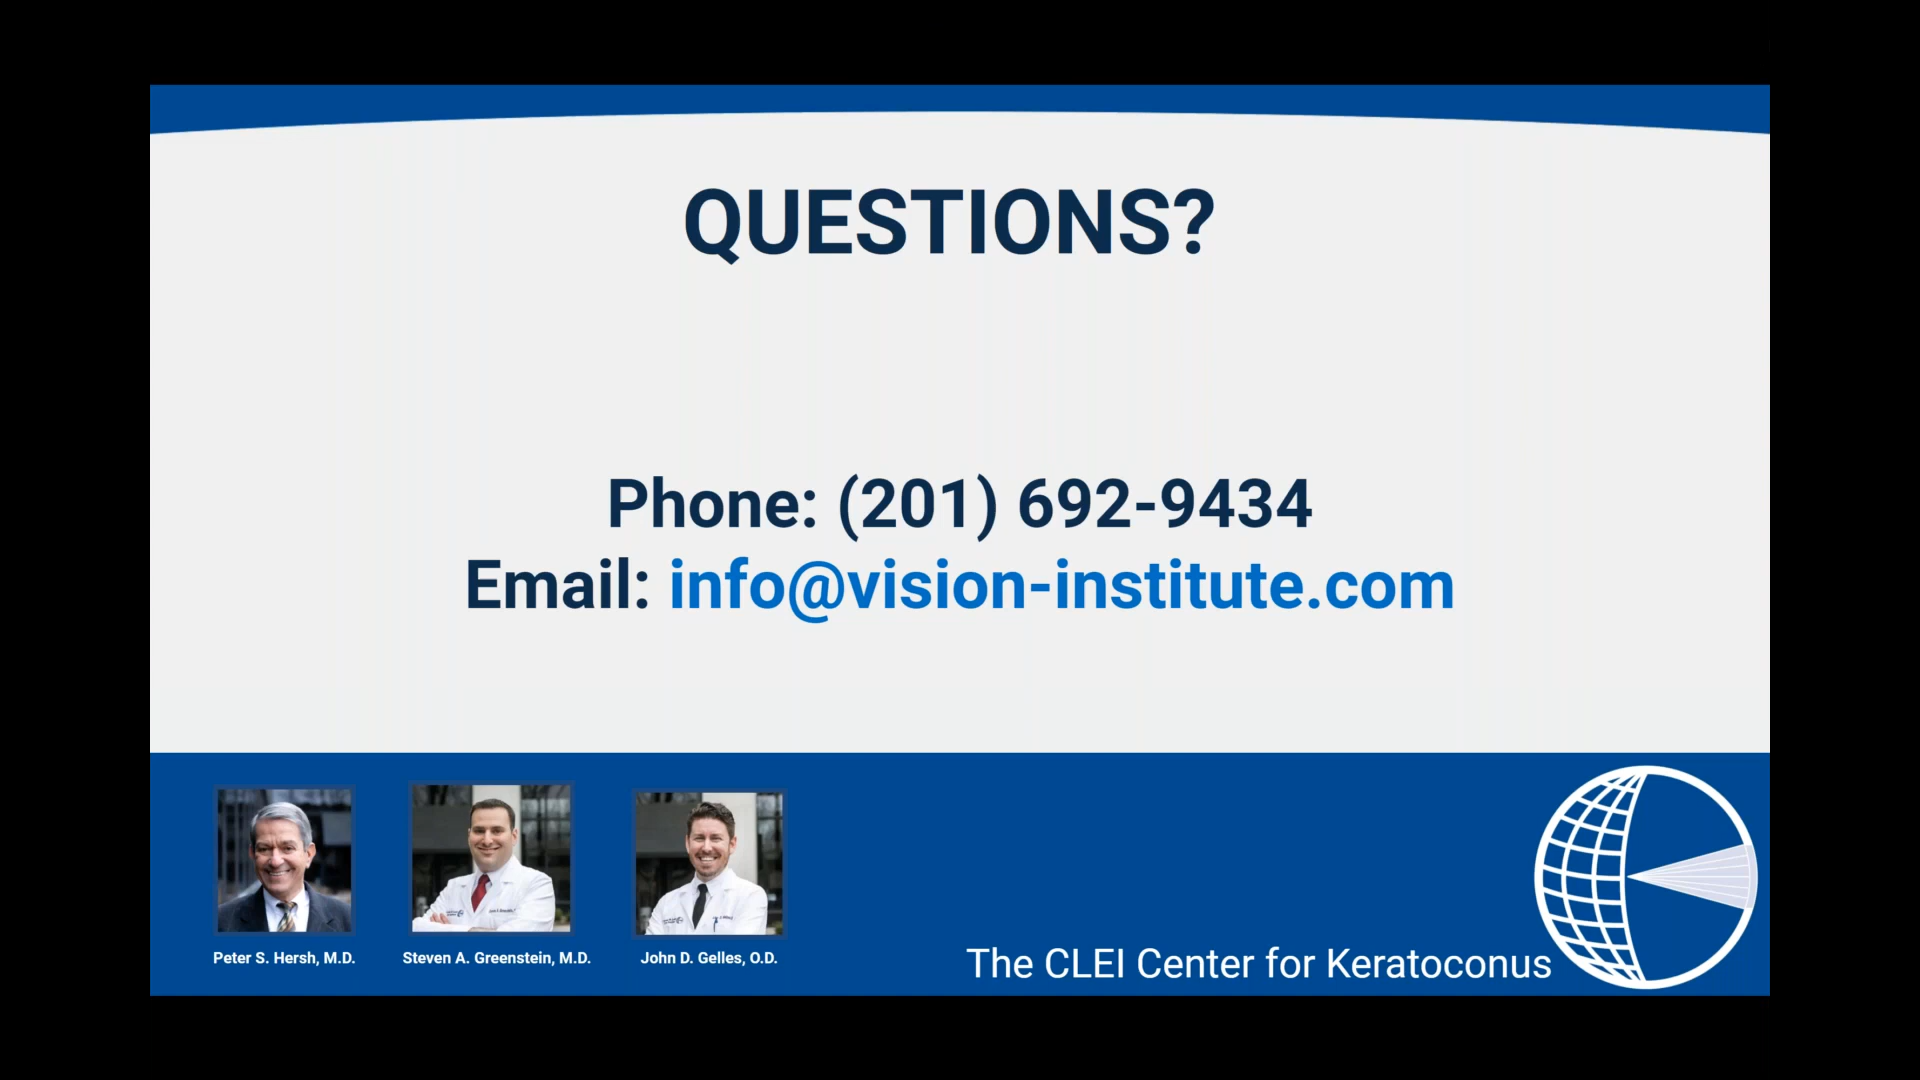 QUESTIONS?
Phone: (201) 692-9434
Email: info@vision-institute.com
Peter S. Hersh, M.D.
Steven A. Greenstein, M.D.
John D. Gelles, O.D.
The CLEI Center for Keratoconus